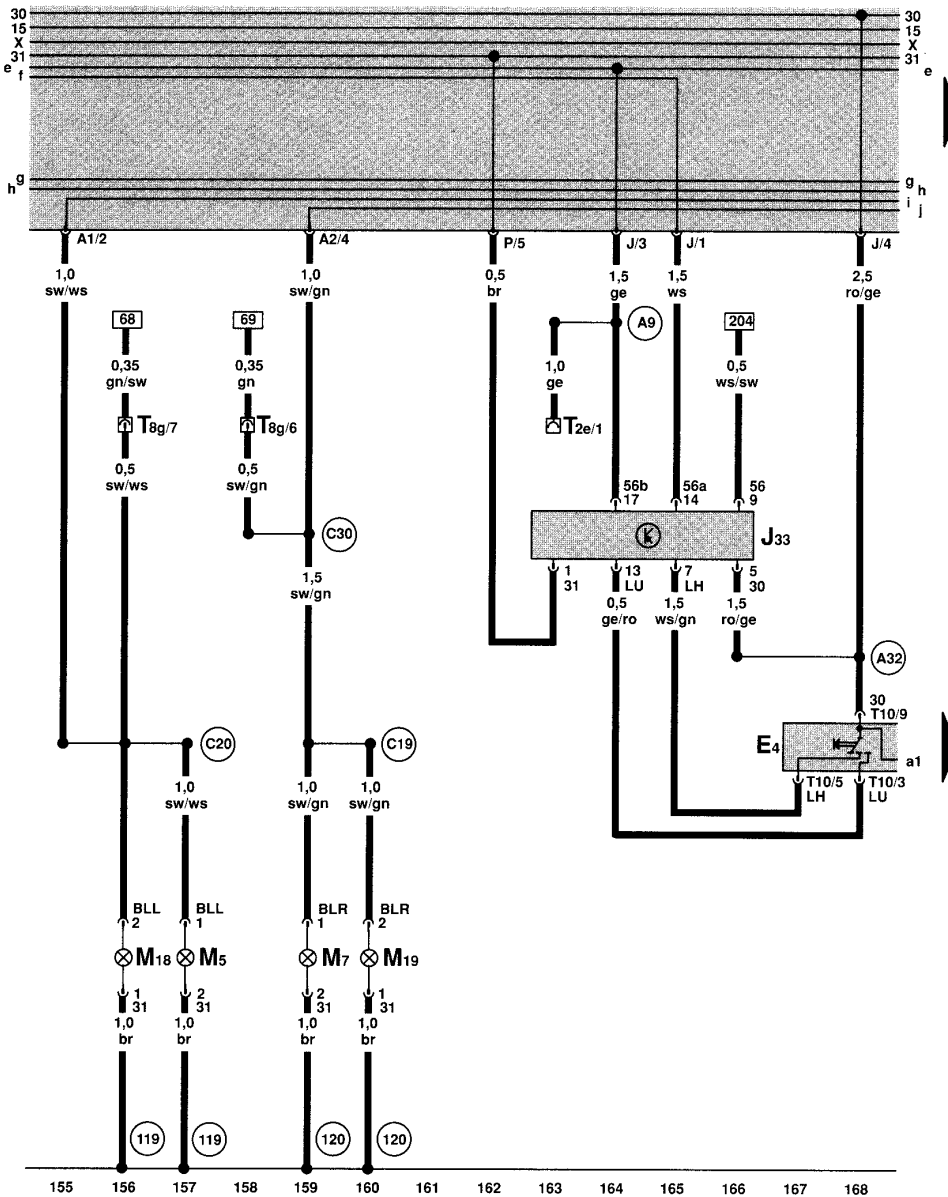 30 30
15 15
X X
31 31
e e
f
g g
h h
i
j
A1/2 A2/4 P/5 J/3 J/1 J/4
1,0 1,0 0,5 1,5 1,5 2,5
sw/ws sw/gn br ge ws ro/ge
68 69 A9 204
0,35 0,35 1,0 0,5
gn/sw gn ge ws/sw
T8g/7 T8g/6 T2e/1
0,5 0,5
sw/ws sw/gn
56b 56a 56
17 14 9
C30 J33
1 13 7 5
31 LU LH 30
1,5 0,5 1,5 1,5
sw/gn ge/ro ws/gn ro/ge
A32
30
T10/9
C20 C19 E4
a1
T10/5 T10/3
LH LU
1,0 1,0 1,0
sw/ws sw/gn sw/gn
BLL BLL BLR BLR
2 1 1 2
M18 M5 M7 M19
1 2 2 1
31 31 31 31
1,0 1,0 1,0 1,0
br br br br
119 119 120 120
155 156 157 158 159 160 161 162 163 164 165 166 167 168